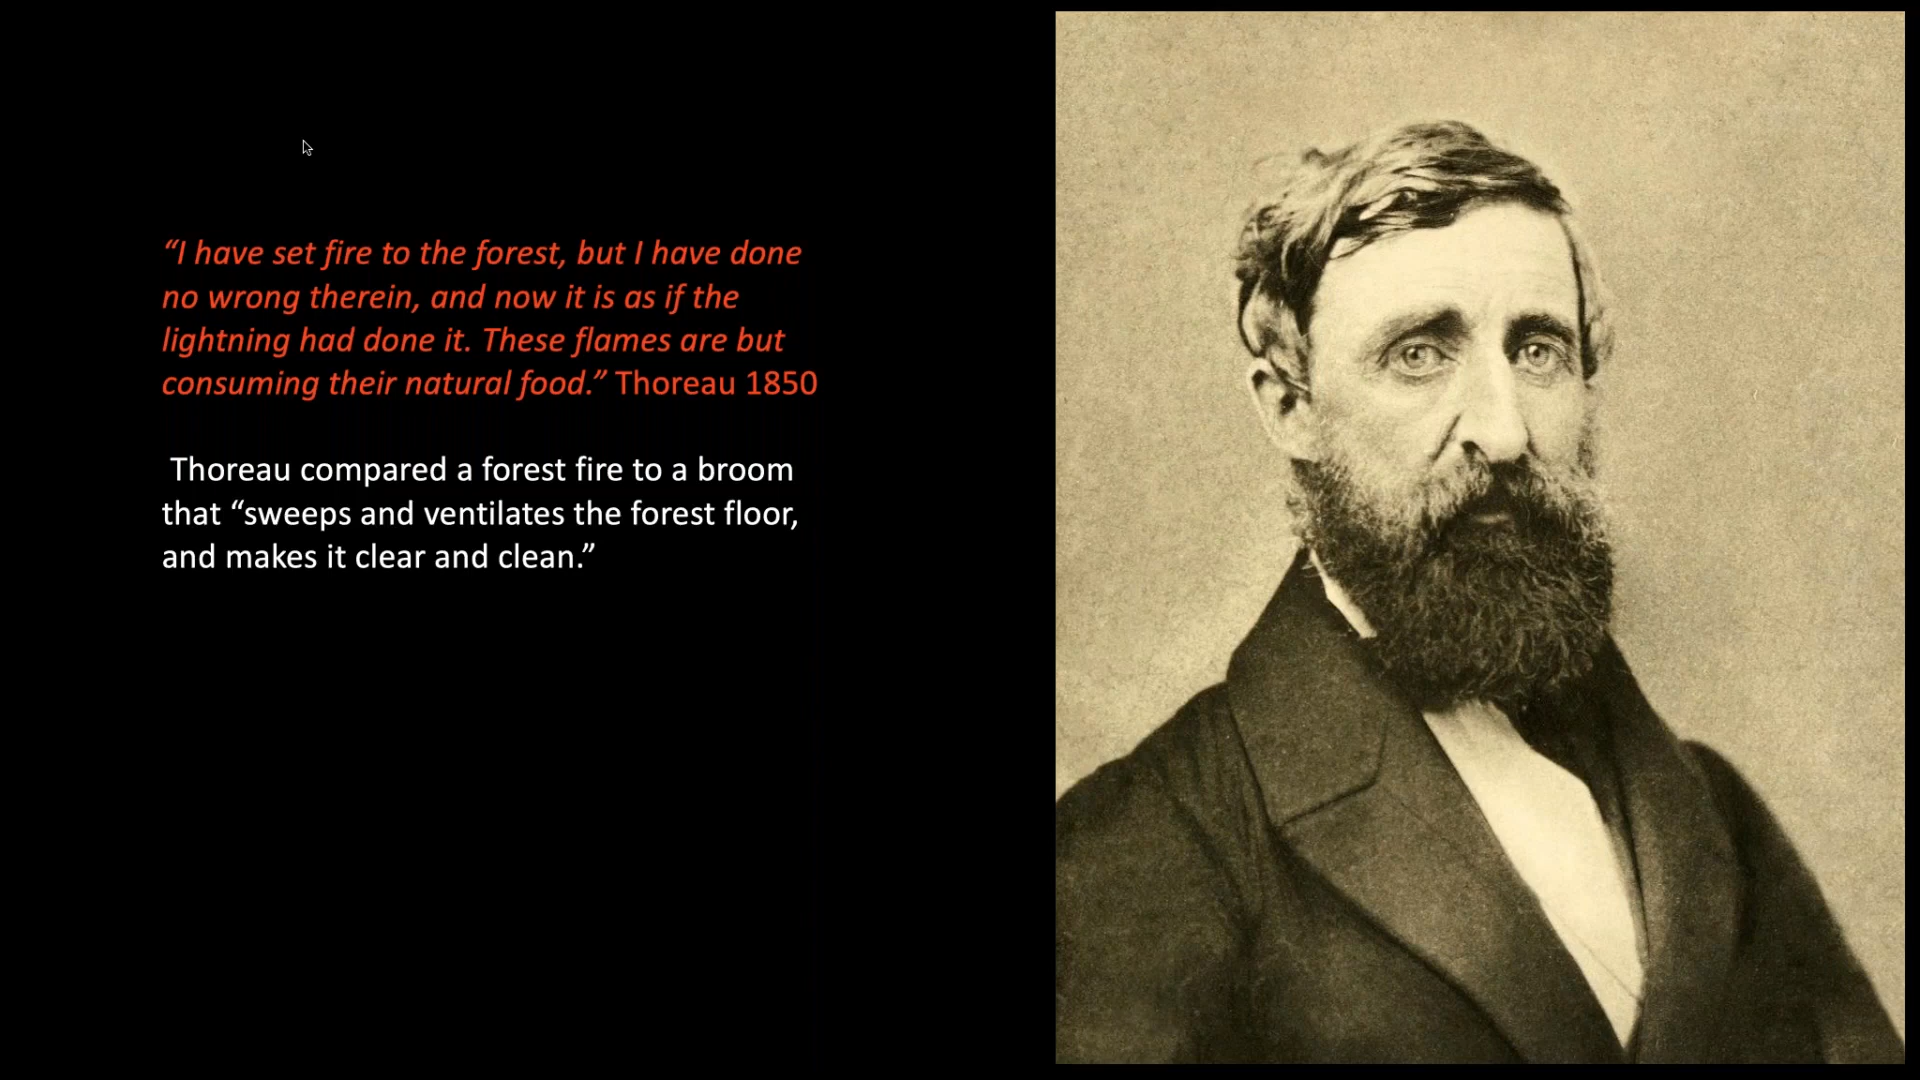 “I have set fire to the forest, but I have done
no wrong therein, and now it is as if the
lightning had done it. These flames are but
consuming their natural food.” Thoreau 1850
Thoreau compared a forest fire to a broom
that “sweeps and ventilates the forest floor,
and makes it clear and clean.”